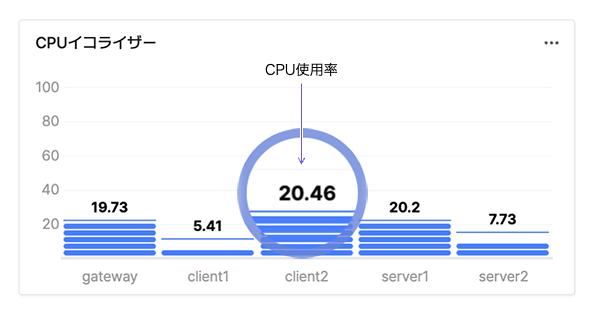 CPUイコライザー
CPU使用率
100
80
60
40
20
19.73
5.41
20.46
20.2
7.73
gateway
client1
client2
server1
server2